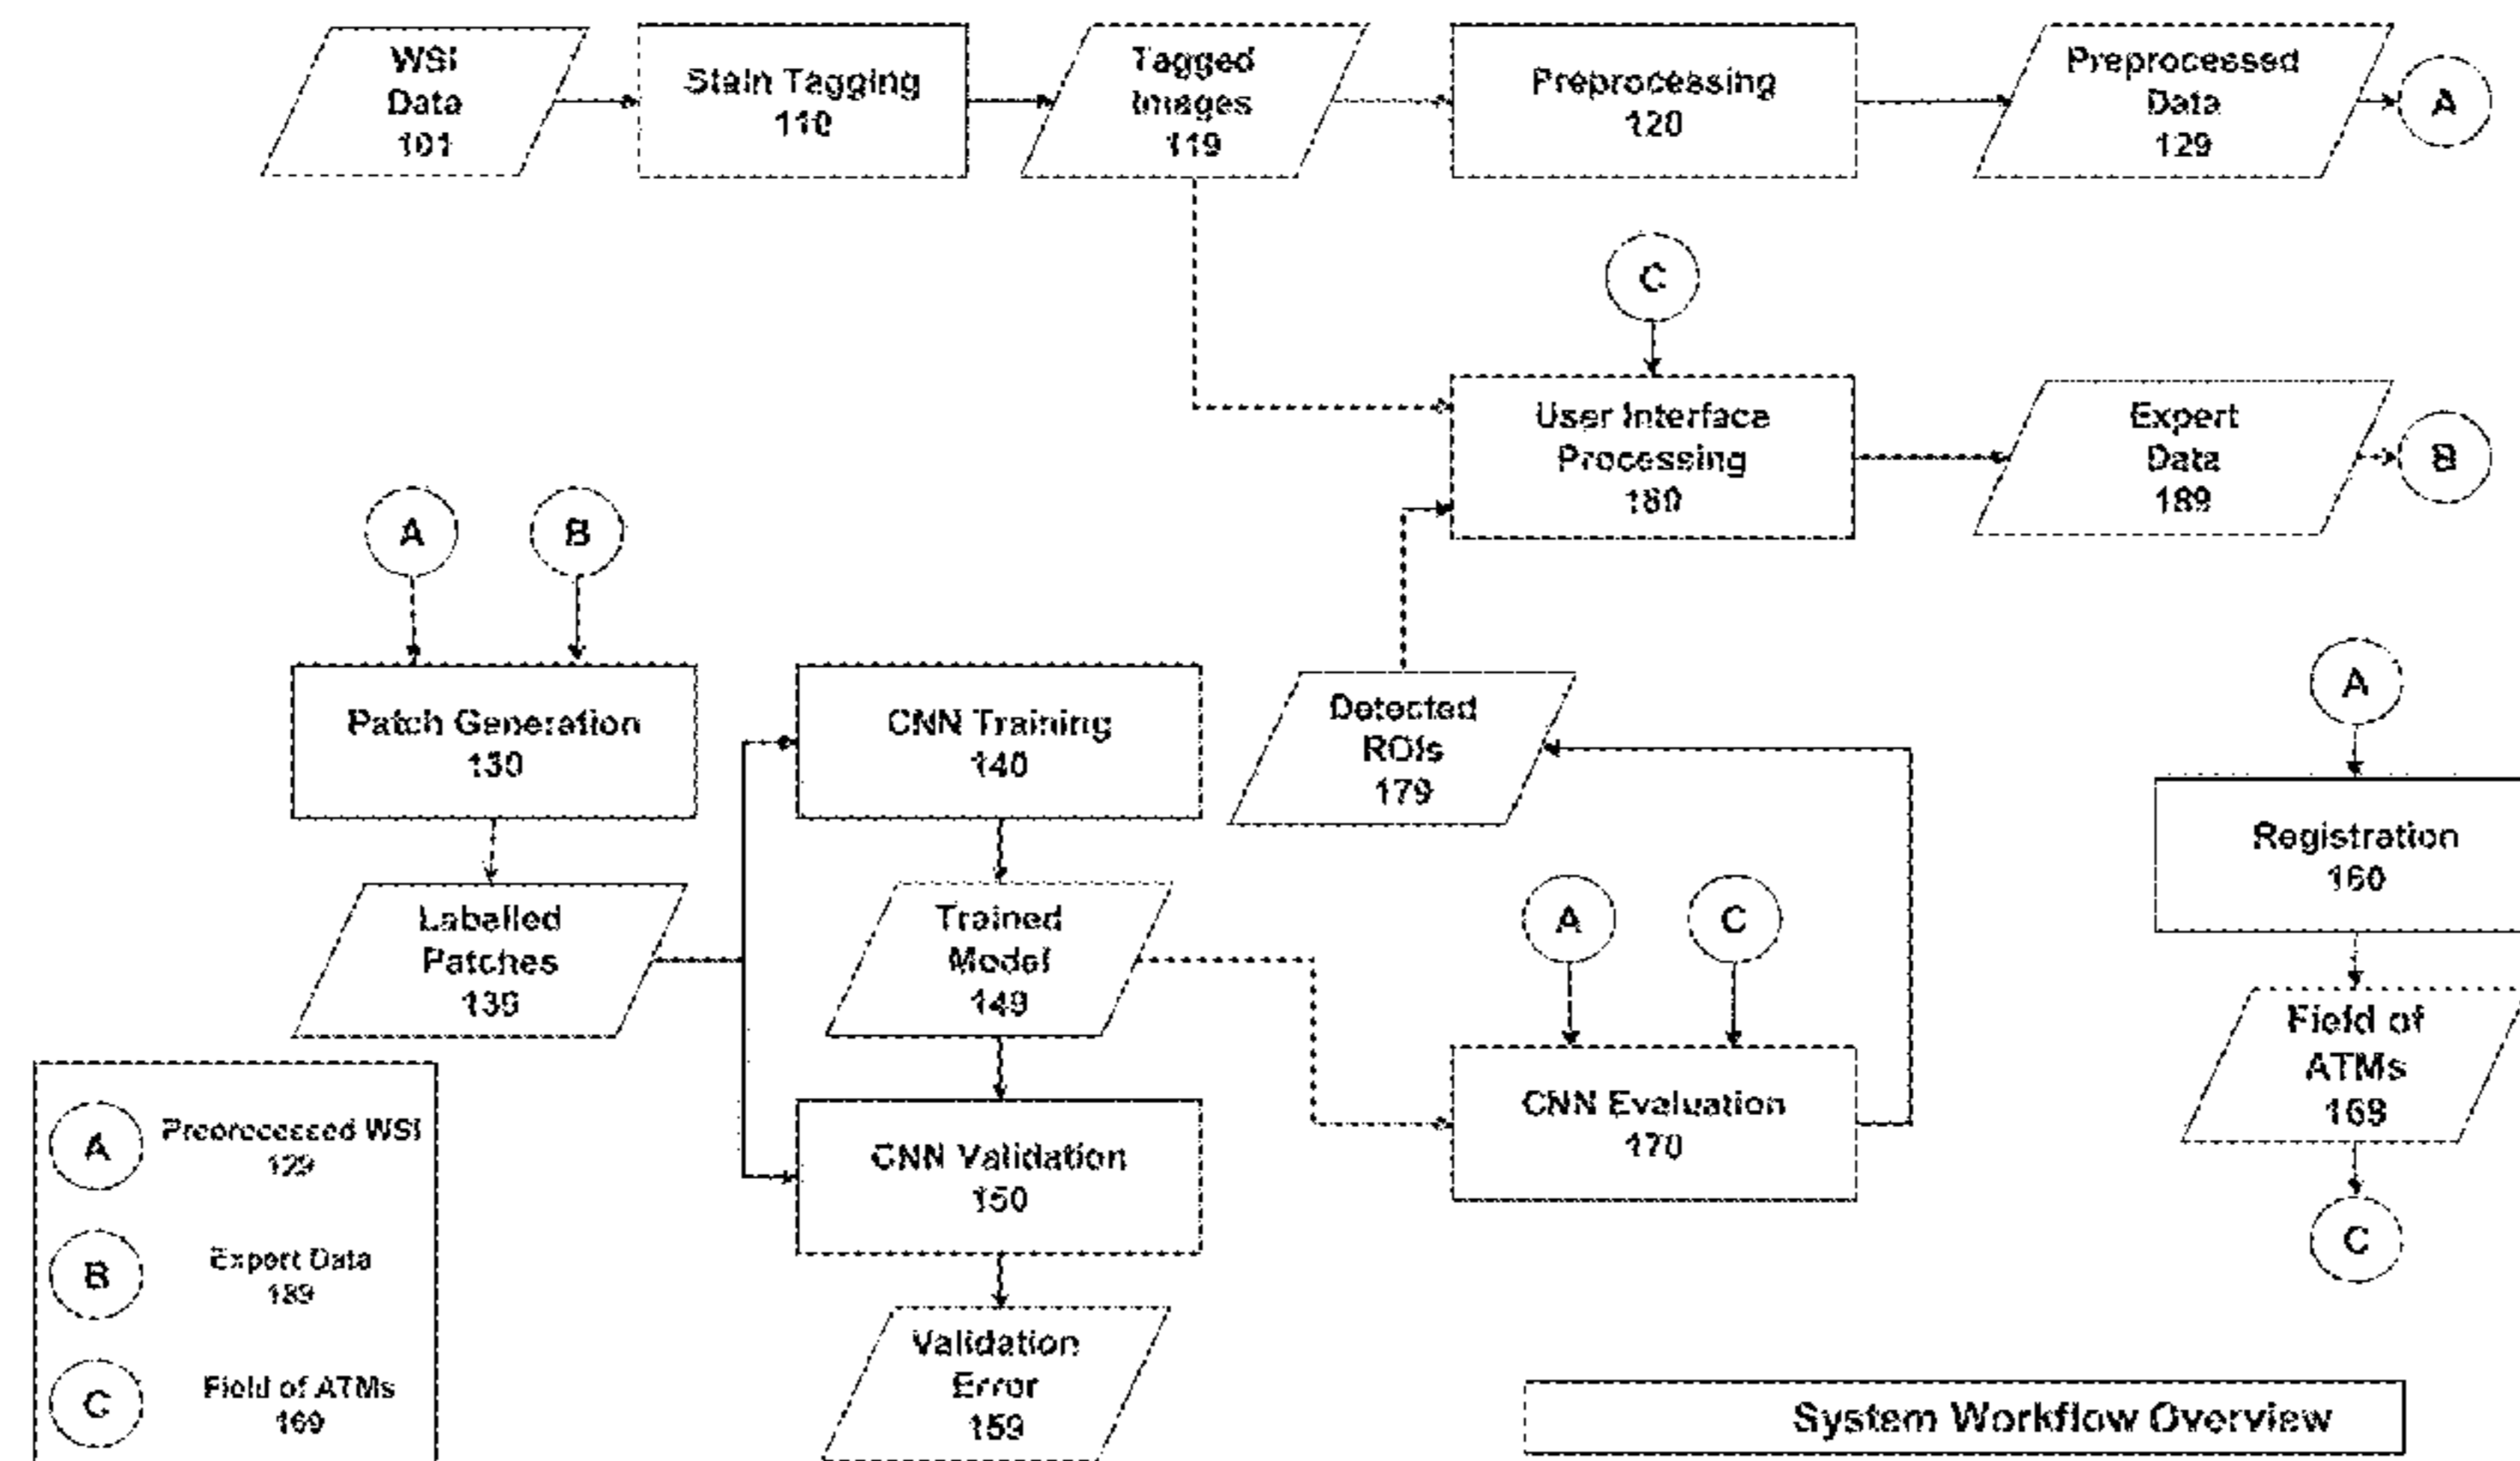 WSI
Data
101
Stain Tagging
110
Tagged
Images
119
Preprocessing
120
Preprocessed
Data
129
A
C
User Interface
Processing
180
Expert
Data
189
B
A
B
Patch Generation
130
CNN Training
140
Detected
ROIs
179
A
Registration
160
Labelled
Patches
139
Trained
Model
149
A
C
Field of
ATMs
169
CNN Evaluation
170
CNN Validation
150
C
Validation
Error
159
A
Preprocessed WSI
129
B
Expert Data
189
C
Field of ATMs
169
System Workflow Overview